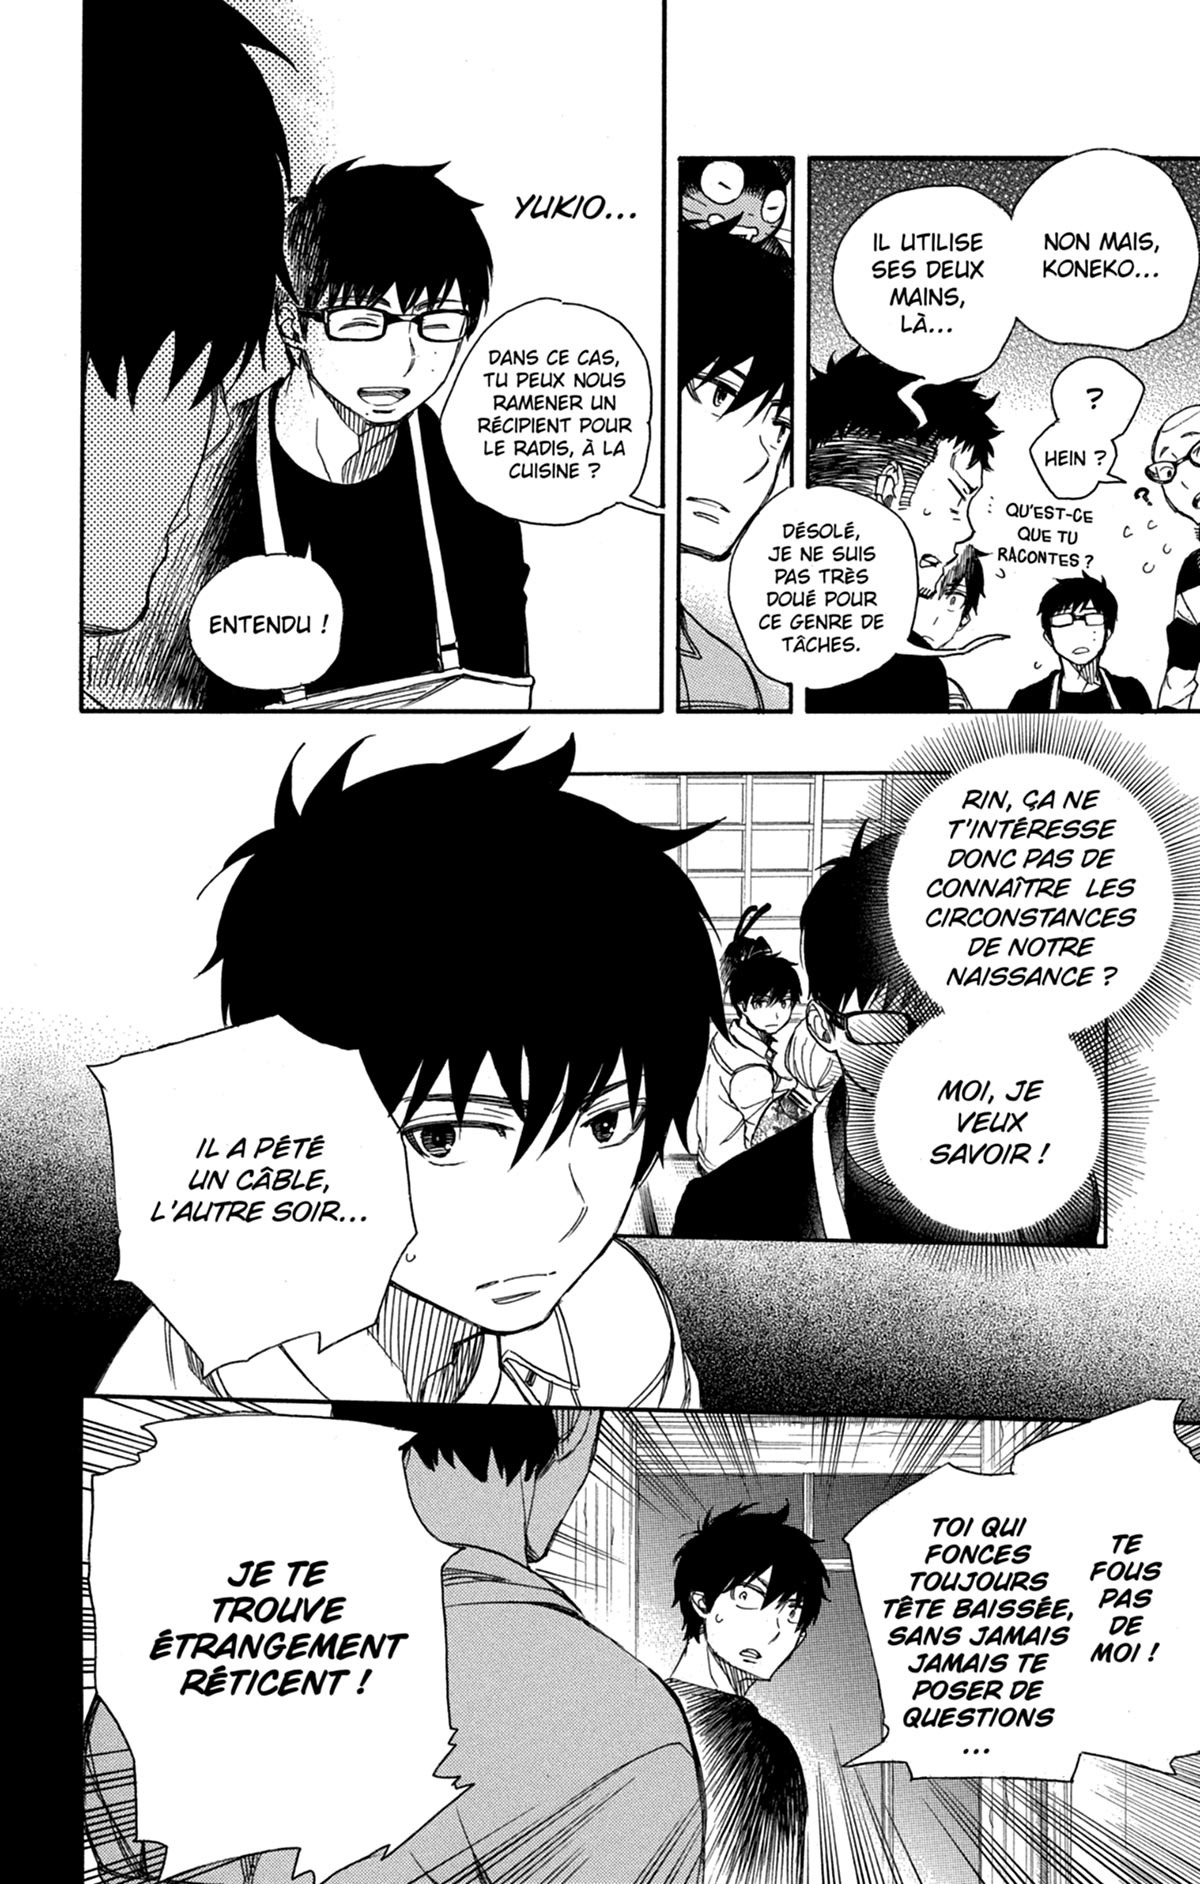 NON MAIS,
KONEKO...
IL UTILISE
SES DEUX
MAINS,
LÀ...
?
HEIN ?
QU'EST-CE
QUE TU
RACONTES ?
DÉSOLÉ,
JE NE SUIS
PAS TRÈS
DOUÉ POUR
CE GENRE DE
TÂCHES.
YUKIO...
DANS CE CAS,
TU PEUX NOUS
RAMENER UN
RÉCIPIENT POUR
LE RADIS, À LA
CUISINE ?
ENTENDU !
RIN, ÇA NE
T'INTÉRESSE
DONC PAS DE
CONNAÎTRE LES
CIRCONSTANCES
DE NOTRE
NAISSANCE ?
MOI, JE
VEUX
SAVOIR !
IL A PÉTÉ
UN CÂBLE,
L'AUTRE SOIR...
TE
FOUS
PAS
DE
MOI !
TOI QUI
FONCES
TOUJOURS
TÊTE BAISSÉE,
SANS JAMAIS
JAMAIS TE
POSER DE
QUESTIONS
...
JE TE
TROUVE
ÉTRANGEMENT
RÉTICENT !